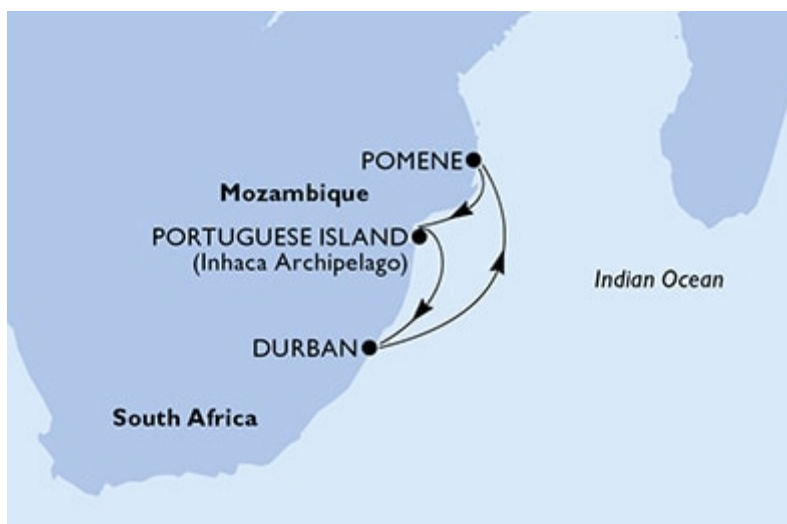 POMENE
Mozambique
PORTUGUESE ISLAND
(Inhaca Archipelago)
Indian Ocean
DURBAN
South Africa